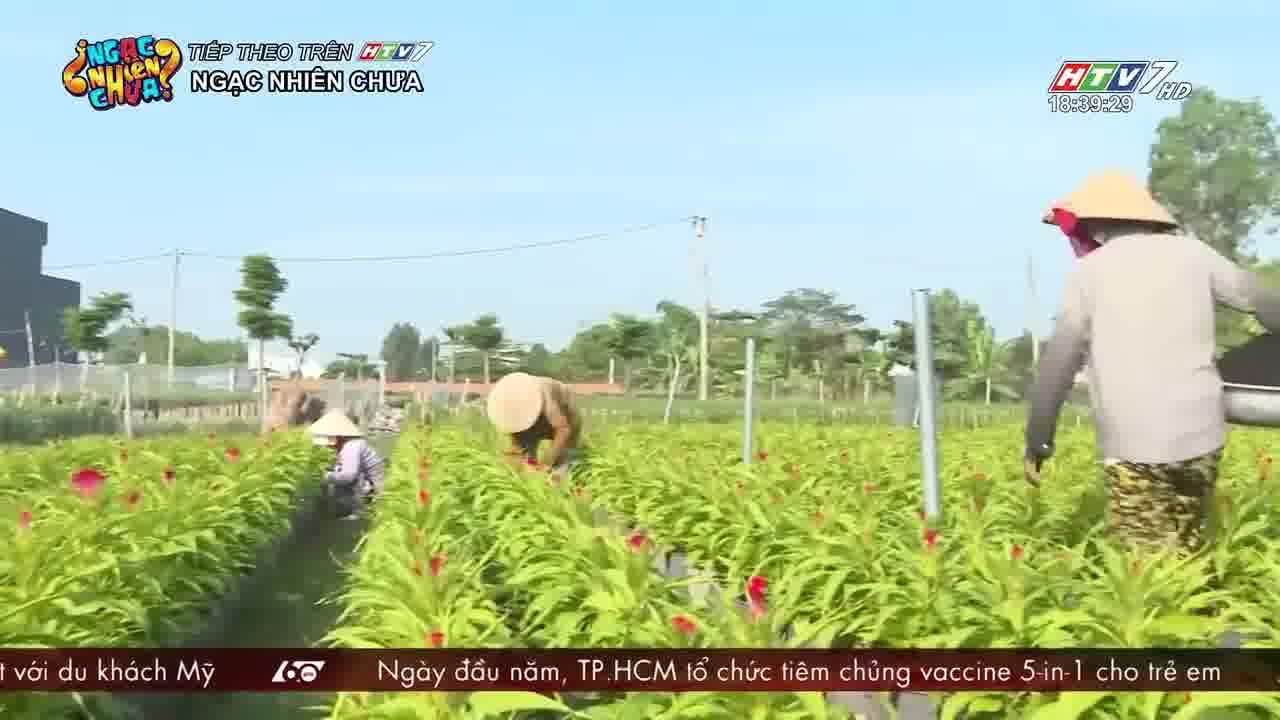 ¿NGẠC NHIÊN CHƯA?
TIẾP THEO TRÊN HTV7
NGẠC NHIÊN CHƯA
HTV7 HD
18:39:29
t với du khách Mỹ
60 Ngày đầu năm, TP.HCM tổ chức tiêm chủng vaccine 5-in-1 cho trẻ em